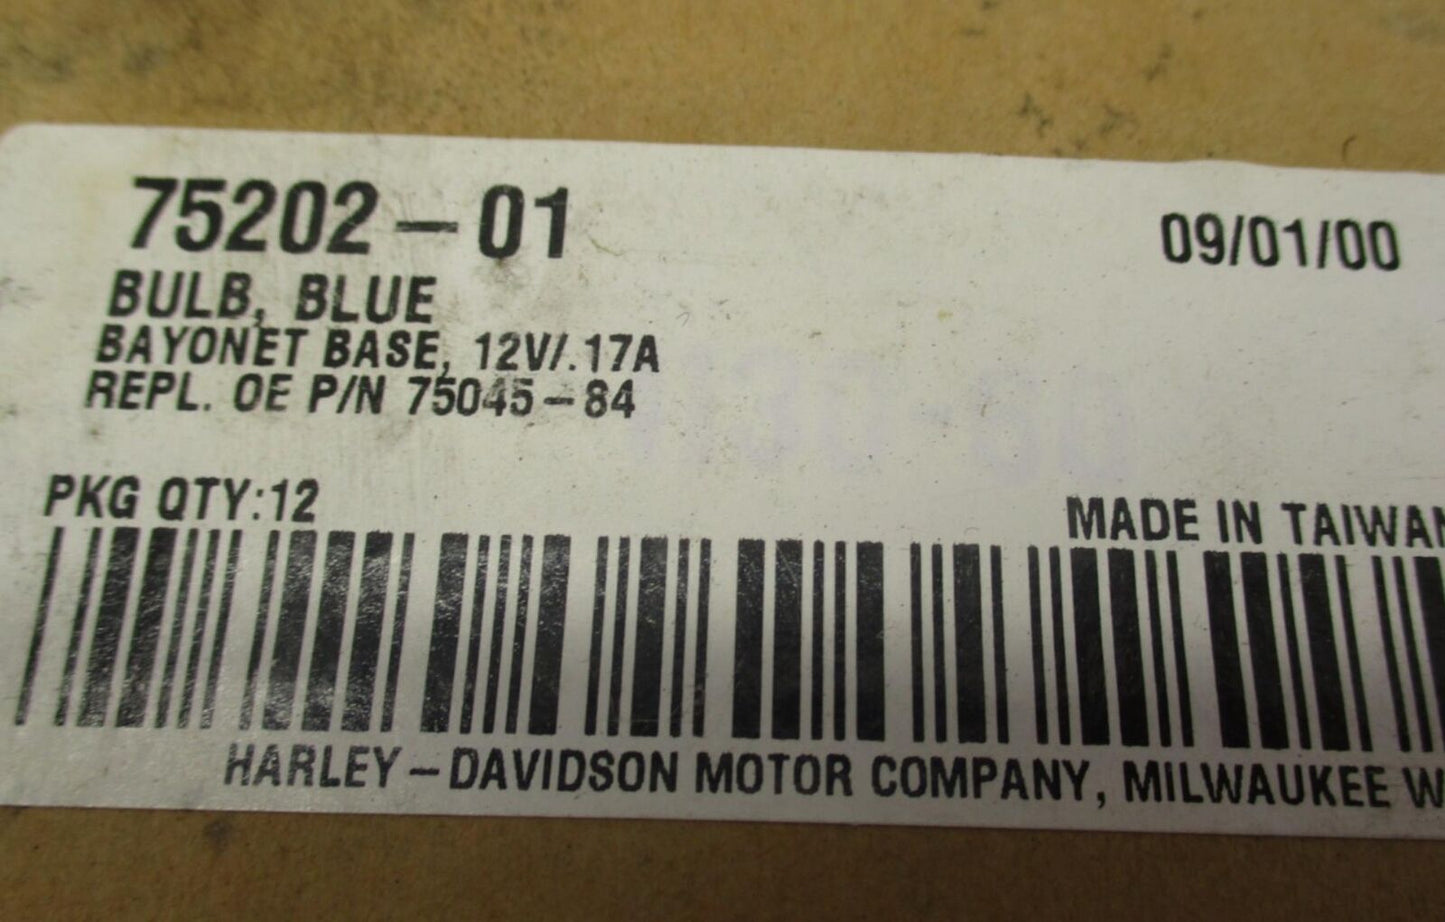 75202-01
09/01/00
BULB, BLUE
BAYONET BASE, 12V/.17A
REPL. OE P/N 75045-84
PKG QTY:12
MADE IN TAIWAN
HARLEY-DAVIDSON MOTOR COMPANY, MILWAUKEE W